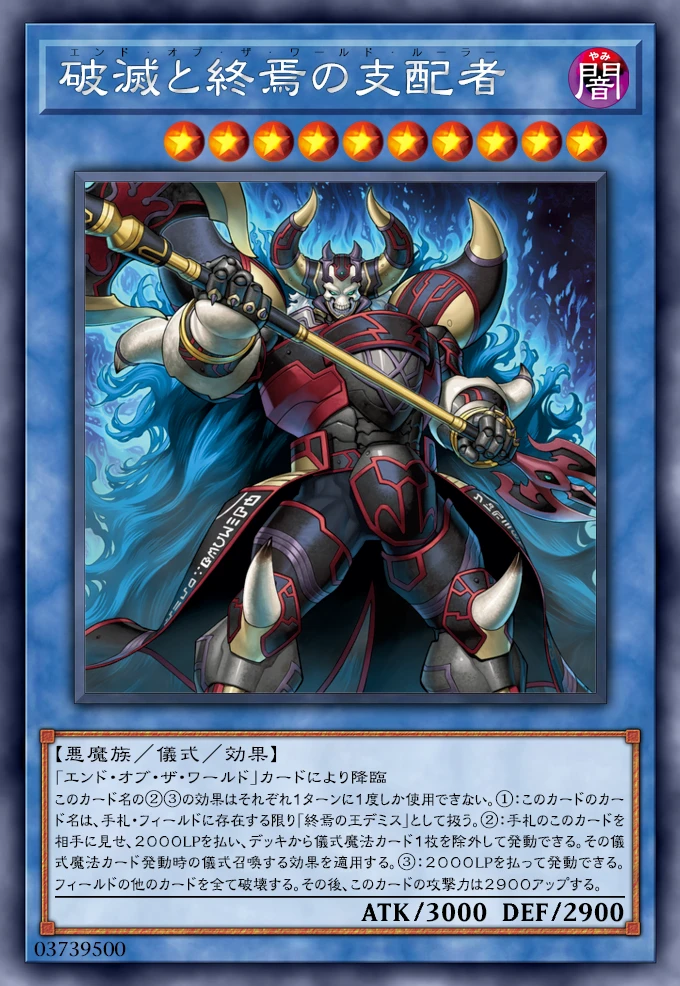 エンド・オブ・ザ・ワールド・ルーラー
破滅と終焉の支配者
やみ
闇
【悪魔族／儀式／効果】
「エンド・オブ・ザ・ワールド」カードにより降臨
このカード名の②③の効果はそれぞれ1ターンに1度しか使用できない。①：このカードのカー
ド名は、手札・フィールドに存在する限り「終焉の王デミス」として扱う。②：手札のこのカードを
相手に見せ、2000LPを払い、デッキから儀式魔法カード1枚を除外して発動できる。その儀
式魔法カード発動時の儀式召喚する効果を適用する。③：2000LPを払って発動できる。
フィールドの他のカードを全て破壊する。その後、このカードの攻撃力は2900アップする。
ATK/3000 DEF/2900
03739500